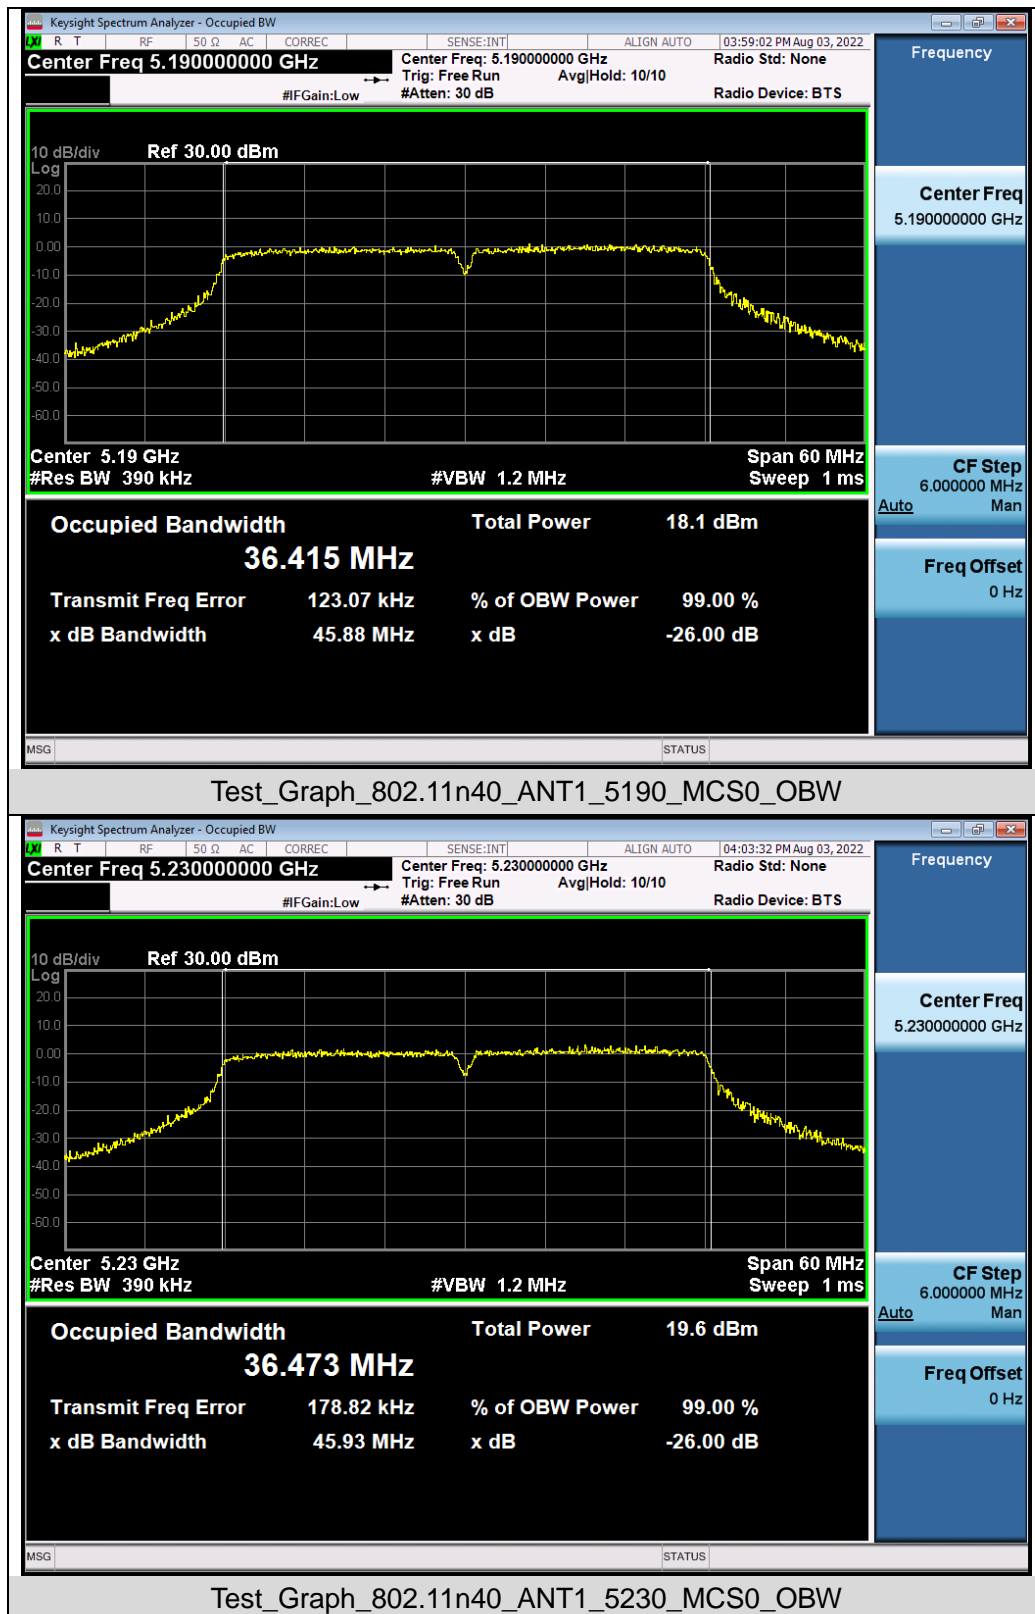 Keysight Spectrum Analyzer - Occupied BW
LXI R T RF 50 Ω AC CORREC SENSE:INT ALIGN AUTO 03:59:02 PM Aug 03, 2022
Center Freq 5.190000000 GHz
Center Freq: 5.190000000 GHz Radio Std: None
Trig: Free Run Avg|Hold: 10/10
#IFGain:Low #Atten: 30 dB Radio Device: BTS
Frequency
10 dB/div Ref 30.00 dBm
Log
20.0
10.0
0.00
-10.0
-20.0
-30.0
-40.0
-50.0
-60.0
Center 5.19 GHz Span 60 MHz
#Res BW 390 kHz #VBW 1.2 MHz Sweep 1 ms
Center Freq
5.190000000 GHz
CF Step
6.000000 MHz
Auto Man
Freq Offset
0 Hz
Occupied Bandwidth Total Power 18.1 dBm
36.415 MHz
Transmit Freq Error 123.07 kHz % of OBW Power 99.00 %
x dB Bandwidth 45.88 MHz x dB -26.00 dB
MSG STATUS
Test_Graph_802.11n40_ANT1_5190_MCS0_OBW
Keysight Spectrum Analyzer - Occupied BW
LXI R T RF 50 Ω AC CORREC SENSE:INT ALIGN AUTO 04:03:32 PM Aug 03, 2022
Center Freq 5.230000000 GHz
Center Freq: 5.230000000 GHz Radio Std: None
Trig: Free Run Avg|Hold: 10/10
#IFGain:Low #Atten: 30 dB Radio Device: BTS
Frequency
10 dB/div Ref 30.00 dBm
Log
20.0
10.0
0.00
-10.0
-20.0
-30.0
-40.0
-50.0
-60.0
Center 5.23 GHz Span 60 MHz
#Res BW 390 kHz #VBW 1.2 MHz Sweep 1 ms
Center Freq
5.230000000 GHz
CF Step
6.000000 MHz
Auto Man
Freq Offset
0 Hz
Occupied Bandwidth Total Power 19.6 dBm
36.473 MHz
Transmit Freq Error 178.82 kHz % of OBW Power 99.00 %
x dB Bandwidth 45.93 MHz x dB -26.00 dB
MSG STATUS
Test_Graph_802.11n40_ANT1_5230_MCS0_OBW